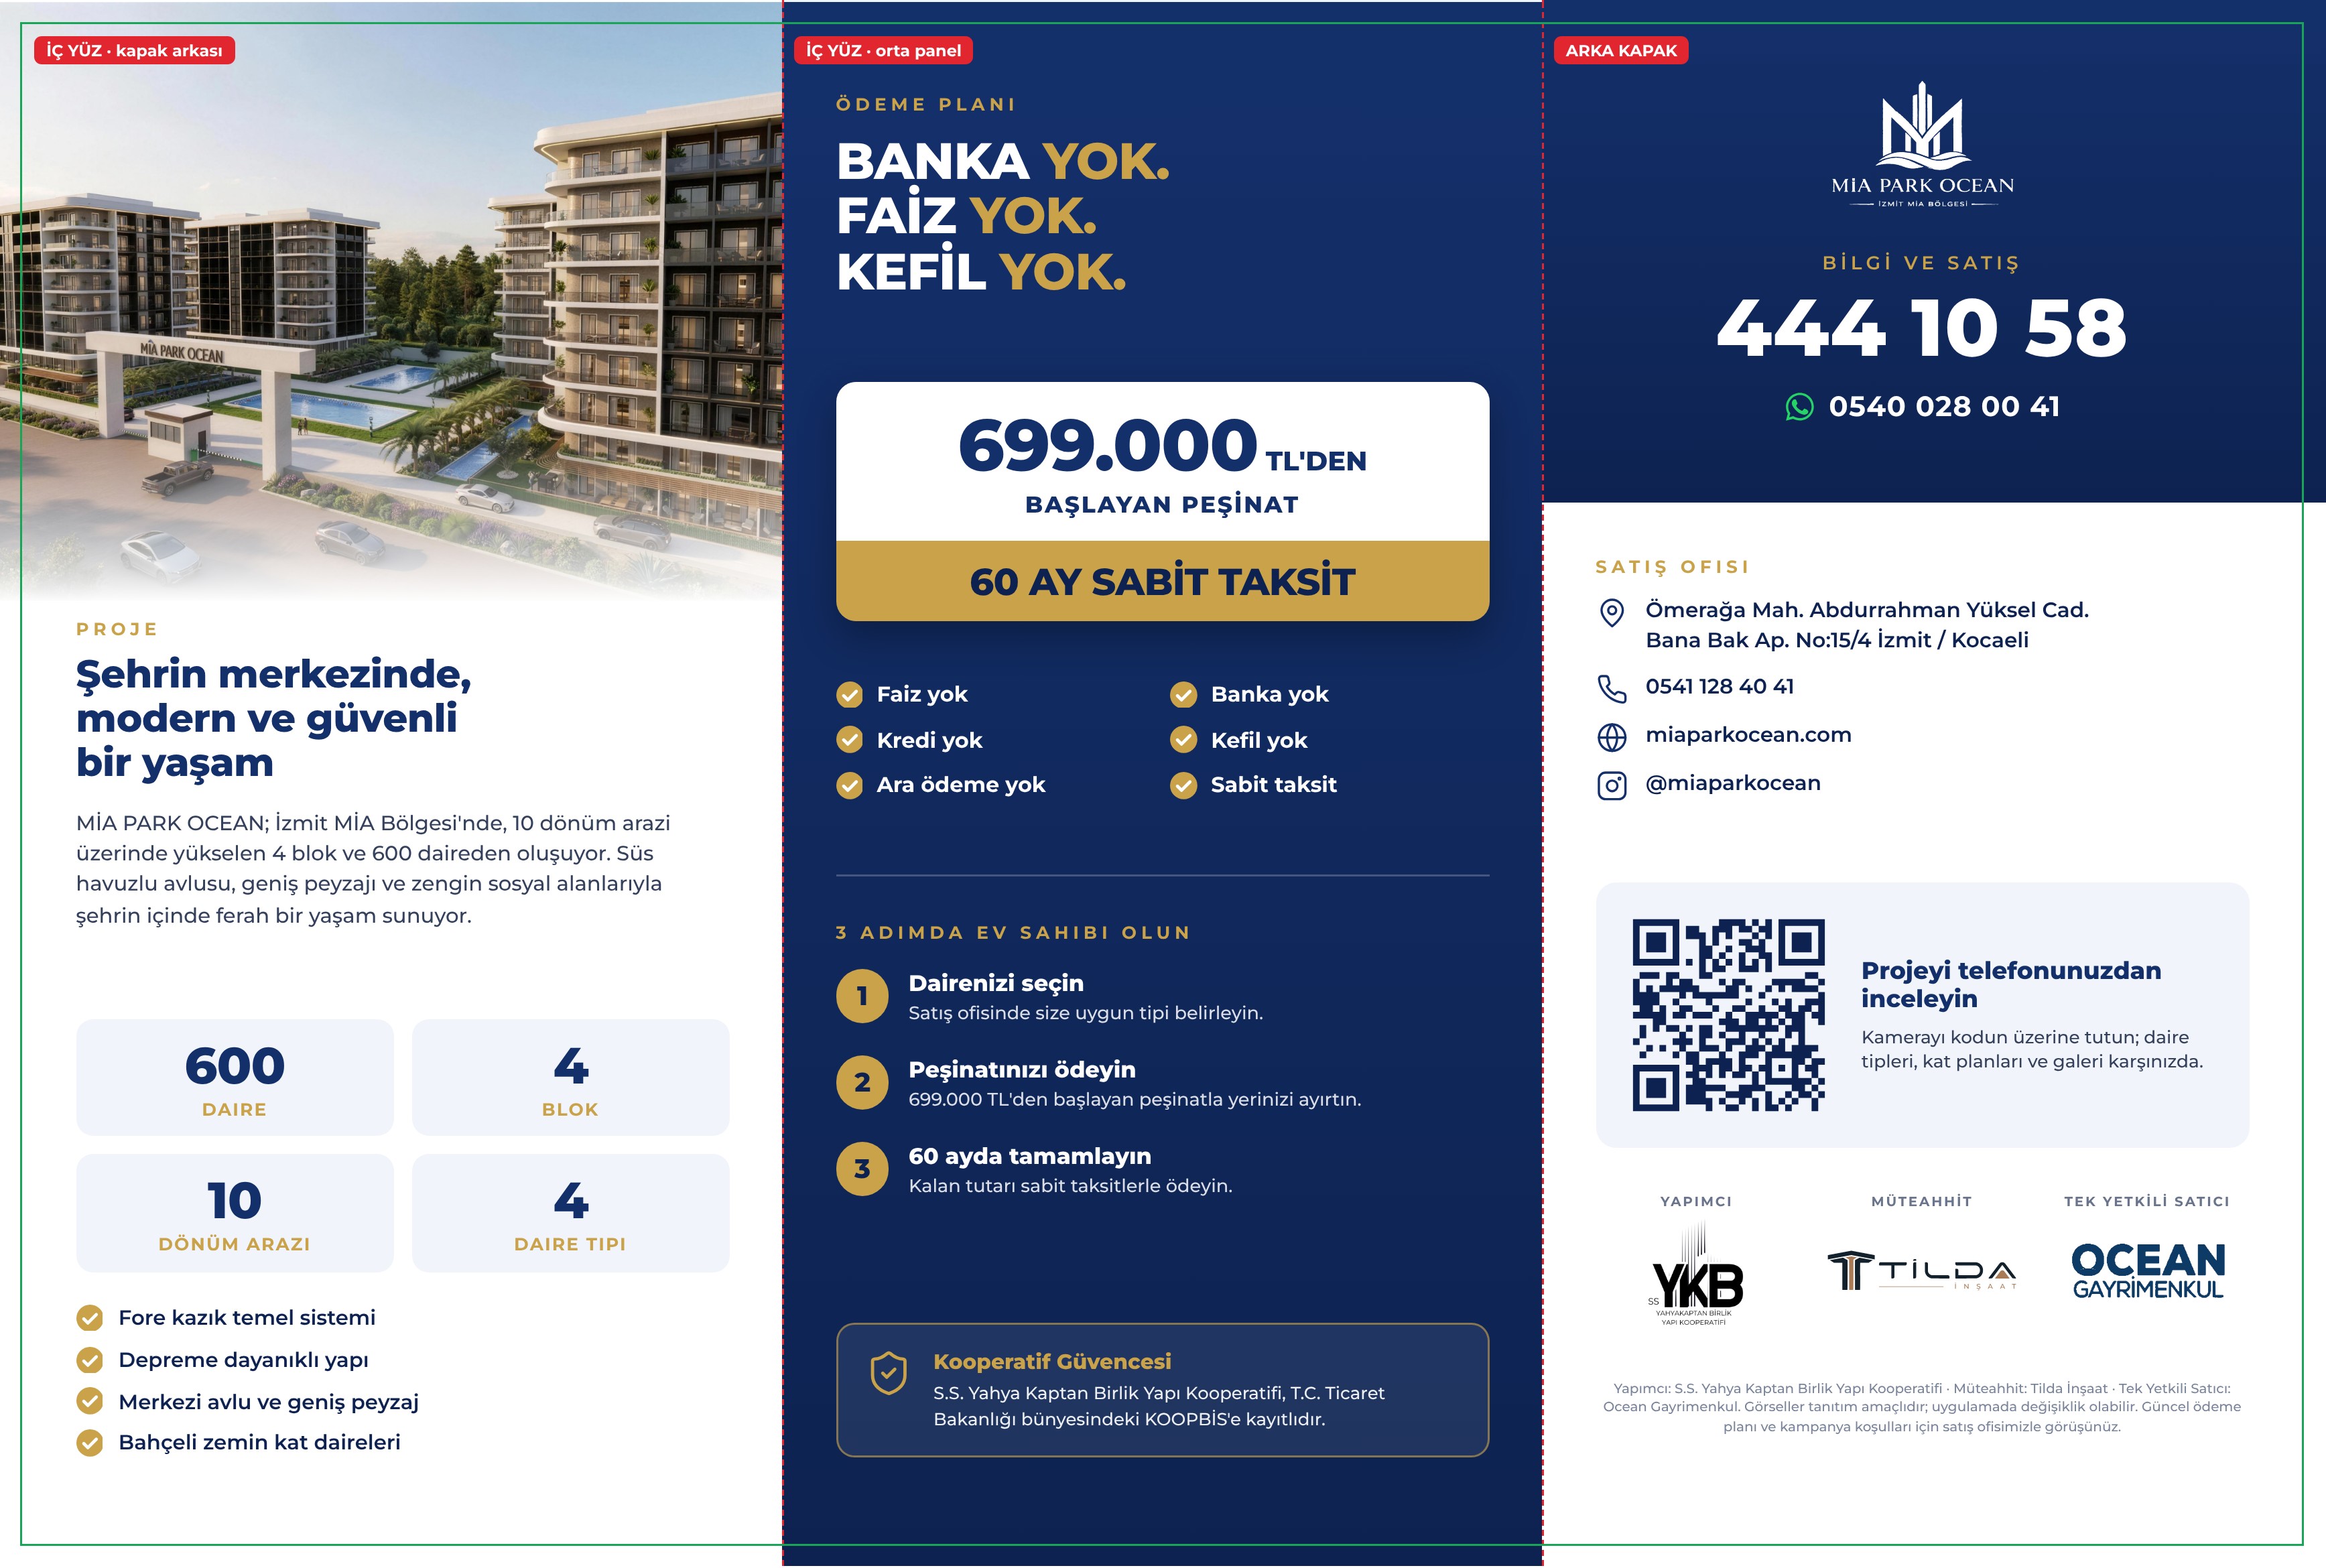 İÇ YÜZ · kapak arkası
MİA PARK OCEAN
PROJE
Şehrin merkezinde,
modern ve güvenli
bir yaşam
MİA PARK OCEAN; İzmit MİA Bölgesi'nde, 10 dönüm arazi
üzerinde yükselen 4 blok ve 600 daireden oluşuyor. Süs
havuzlu avlusu, geniş peyzajı ve zengin sosyal alanlarıyla
şehrin içinde ferah bir yaşam sunuyor.
600
DAIRE
4
BLOK
10
DÖNÜM ARAZI
4
DAIRE TIPI
Fore kazık temel sistemi
Depreme dayanıklı yapı
Merkezi avlu ve geniş peyzaj
Bahçeli zemin kat daireleri
İÇ YÜZ · orta panel
ÖDEME PLANI
BANKA YOK.
FAİZ YOK.
KEFİL YOK.
699.000 TL'DEN
BAŞLAYAN PEŞİNAT
60 AY SABİT TAKSİT
Faiz yok
Banka yok
Kredi yok
Kefil yok
Ara ödeme yok
Sabit taksit
3 ADIMDA EV SAHIBI OLUN
1
Dairenizi seçin
Satış ofisinde size uygun tipi belirleyin.
2
Peşinatınızı ödeyin
699.000 TL'den başlayan peşinatla yerinizi ayırtın.
3
60 ayda tamamlayın
Kalan tutarı sabit taksitlerle ödeyin.
Kooperatif Güvencesi
S.S. Yahya Kaptan Birlik Yapı Kooperatifi, T.C. Ticaret
Bakanlığı bünyesindeki KOOPBİS'e kayıtlıdır.
ARKA KAPAK
MİA PARK OCEAN
İZMİT MİA BÖLGESİ
BİLGİ VE SATIŞ
444 10 58
0540 028 00 41
SATIŞ OFISI
Ömerağa Mah. Abdurrahman Yüksel Cad.
Bana Bak Ap. No:15/4 İzmit / Kocaeli
0541 128 40 41
miaparkocean.com
@miaparkocean
Projeyi telefonunuzdan
inceleyin
Kamerayı kodun üzerine tutun; daire
tipleri, kat planları ve galeri karşınızda.
YAPIMCI
SS YKB
YAHYAKAPTAN BİRLİK
YAPI KOOPERATİFİ
MÜTEAHHİT
TİLDA
İNŞAAT
TEK YETKİLİ SATICI
OCEAN
GAYRİMENKUL
Yapımcı: S.S. Yahya Kaptan Birlik Yapı Kooperatifi · Müteahhit: Tilda İnşaat · Tek Yetkili Satıcı:
Ocean Gayrimenkul. Görseller tanıtım amaçlıdır; uygulamada değişiklik olabilir. Güncel ödeme
planı ve kampanya koşulları için satış ofisimizle görüşünüz.